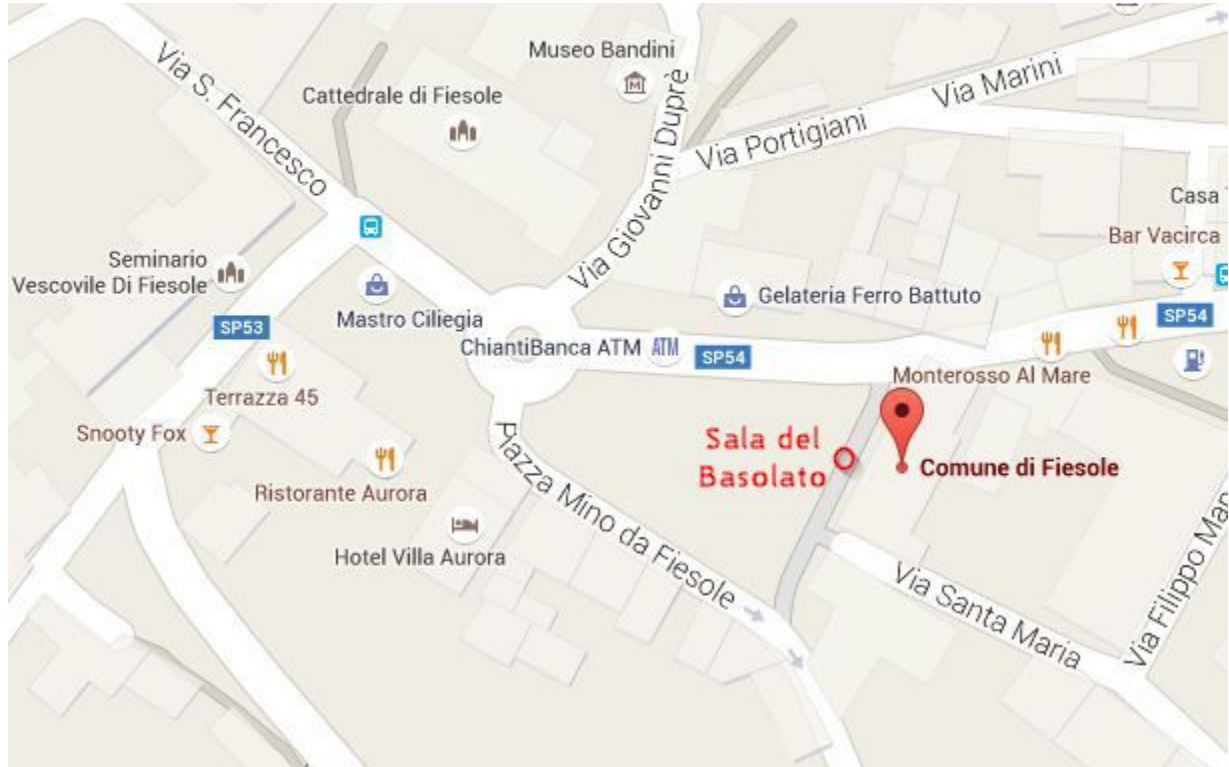 Museo Bandini
Via S. Francesco
Cattedrale di Fiesole
Via Giovanni Duprè
Via Portigiani
Via Marini
Casa
Bar Vacirca
Seminario
Vescovile Di Fiesole
Mastro Ciliegia
Gelateria Ferro Battuto
SP53
SP54
ChiantiBanca ATM
ATM
SP54
Terrazza 45
Monterosso Al Mare
Snooty Fox
Sala del
Basolato
Comune di Fiesole
Ristorante Aurora
Piazza Mino da Fiesole
Hotel Villa Aurora
Via Santa Maria
Via Filippo Mar